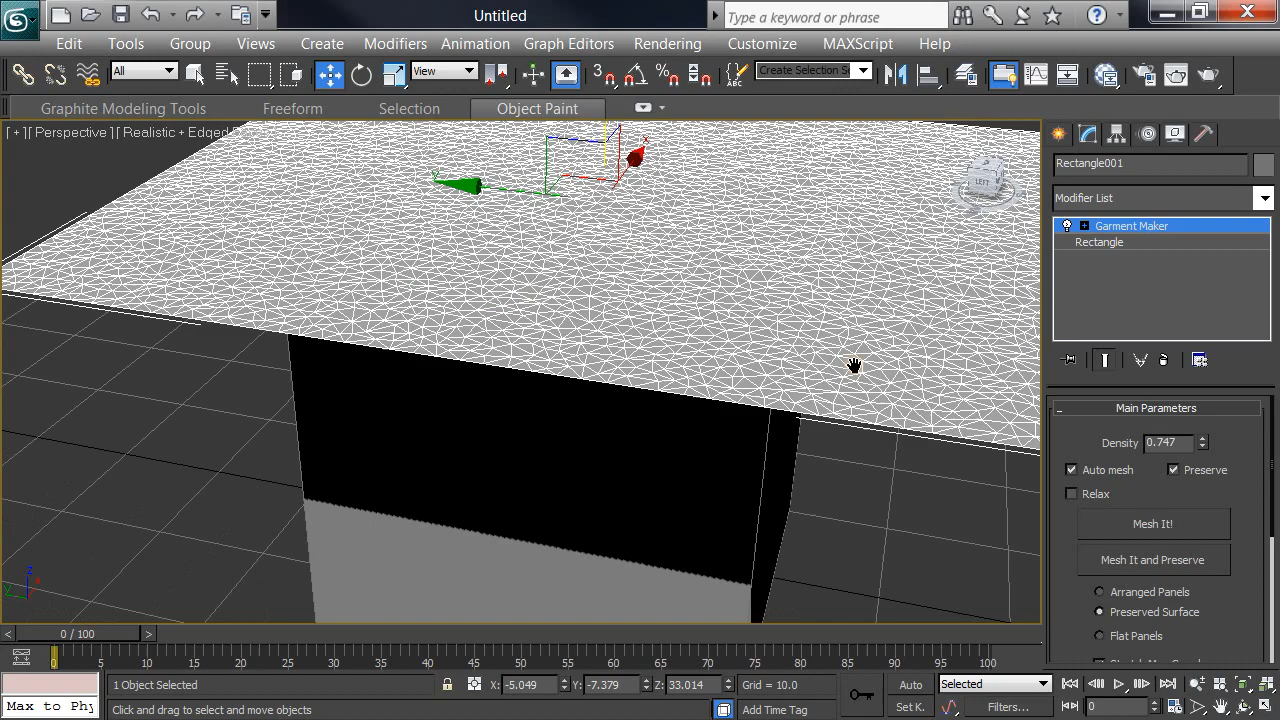 Untitled
Type a keyword or phrase
Edit Tools Group Views Create Modifiers Animation Graph Editors Rendering Customize MAXScript Help
All
View
3
ABC
Create Selection Se
Graphite Modeling Tools Freeform Selection Object Paint
[ + ][ Perspective ][ Realistic + Edged
x
y
LEFT
Rectangle001
Modifier List
Garment Maker
Rectangle
Main Parameters
Density 0.747
Auto mesh Preserve
Relax
Mesh It!
Mesh It and Preserve
Arranged Panels
Preserved Surface
Flat Panels
z
x
y
< 0 / 100 >
0 5 10 15 20 25 30 35 40 45 50 55 60 65 70 75 80 85 90 95 100
1 Object Selected X: -5.049 Y: -7.379 Z: 33.014 Grid = 10.0 Auto Selected
Max to Phy Click and drag to select and move objects Add Time Tag Set K. Filters... 0